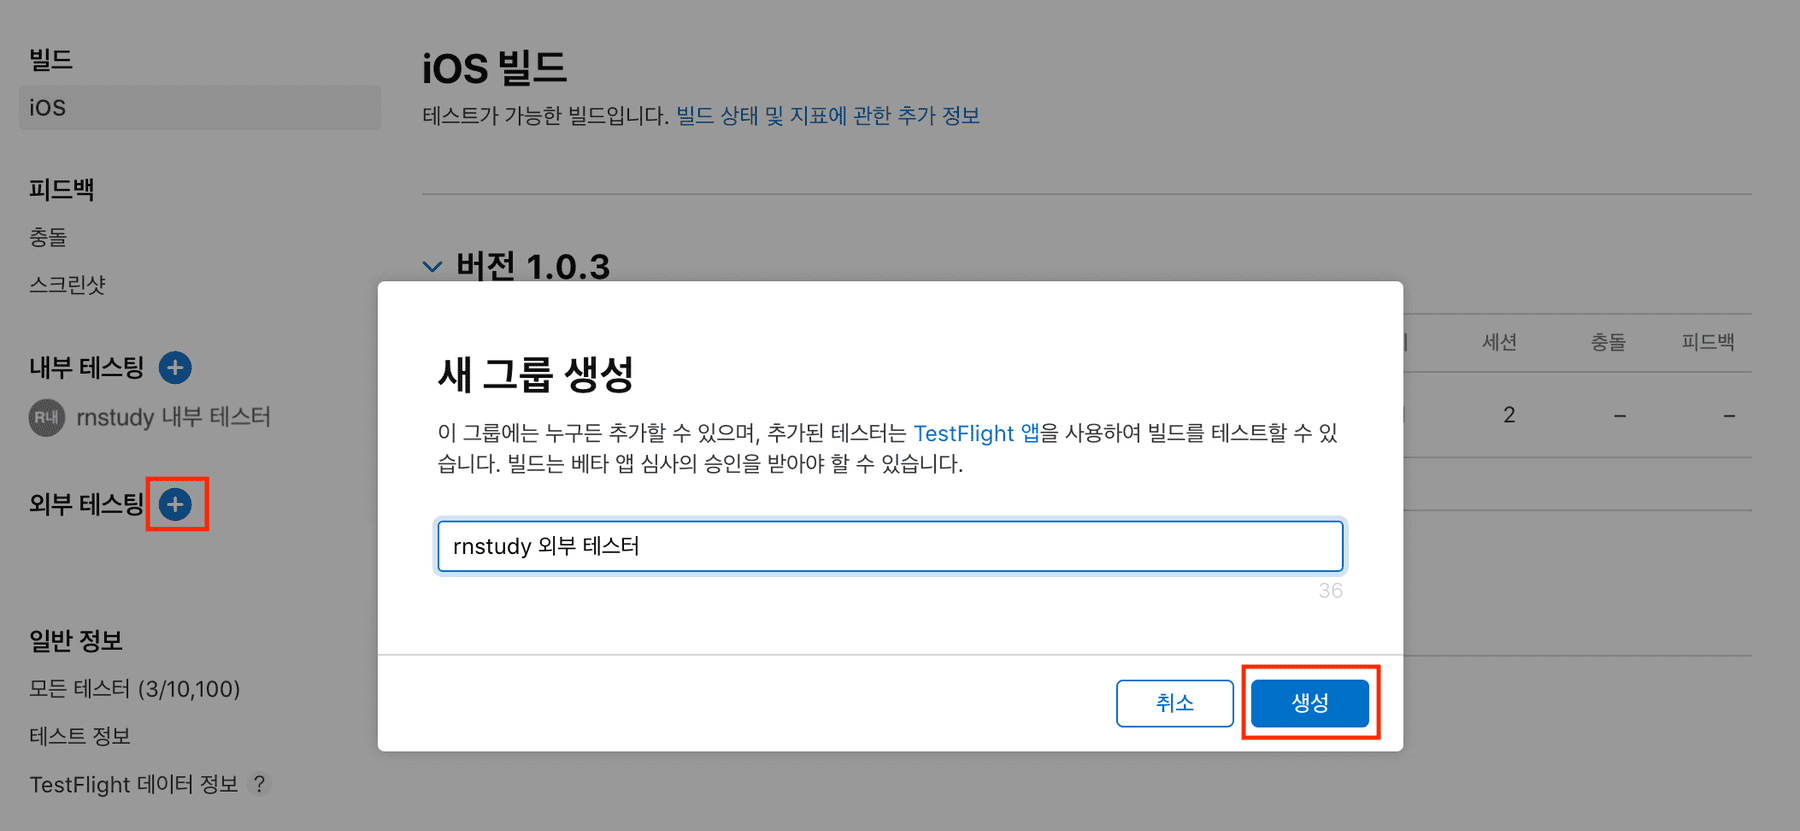 빌드
iOS
피드백
충돌
스크린샷
내부 테스팅
R내 rnstudy 내부 테스터
외부 테스팅
일반 정보
모든 테스터 (3/10,100)
테스트 정보
TestFlight 데이터 정보 ?
iOS 빌드
테스트가 가능한 빌드입니다. 빌드 상태 및 지표에 관한 추가 정보
버전 1.0.3
세션 충돌 피드백
2 – –
새 그룹 생성
이 그룹에는 누구든 추가할 수 있으며, 추가된 테스터는 TestFlight 앱을 사용하여 빌드를 테스트할 수 있
습니다. 빌드는 베타 앱 심사의 승인을 받아야 할 수 있습니다.
rnstudy 외부 테스터
36
취소 생성